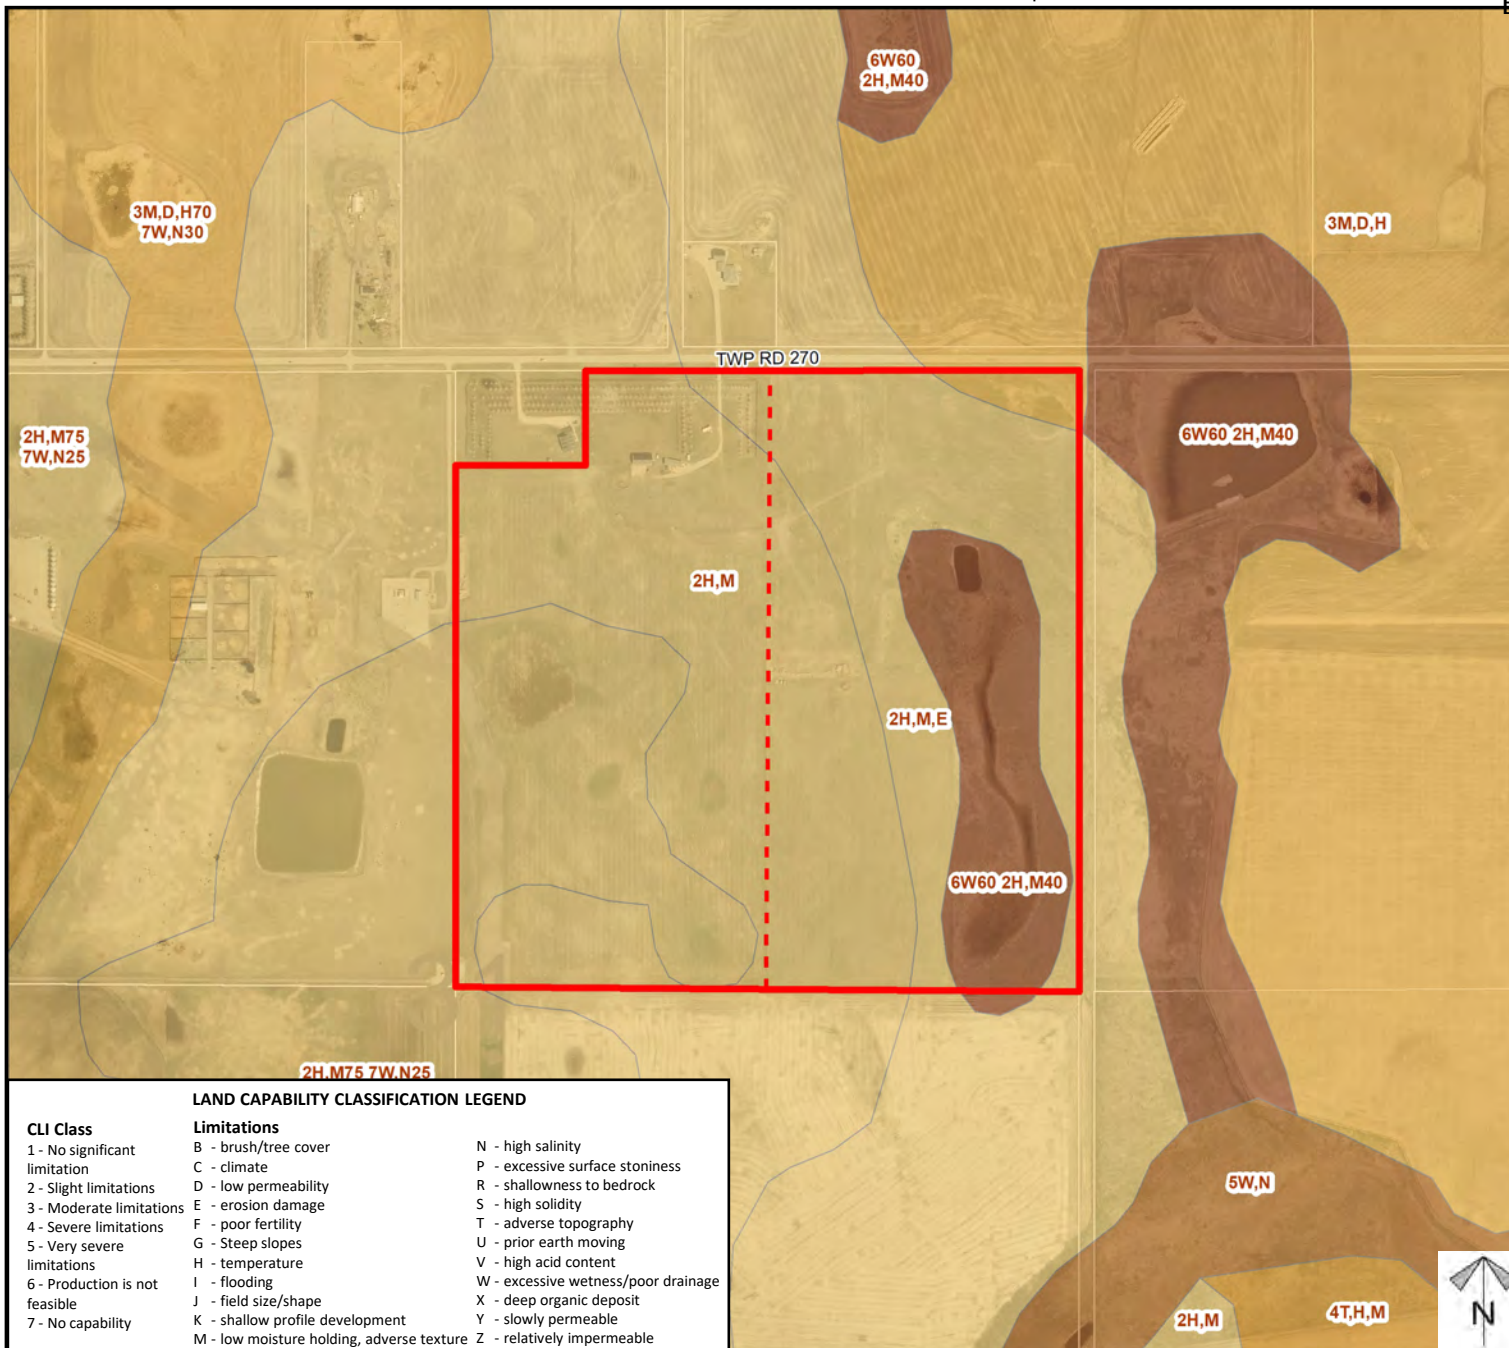 6W60
2H,M40
3M,D,H70
7W,N30
3M,D,H
TWP RD 270
2H,M75
7W,N25
6W60 2H,M40
2H,M
2H,M,E
6W60 2H,M40
2H,M75 7W,N25
5W,N
2H,M
4T,H,M
N
LAND CAPABILITY CLASSIFICATION LEGEND
CLI Class
1 - No significant
limitation
2 - Slight limitations
3 - Moderate limitations
4 - Severe limitations
5 - Very severe
limitations
6 - Production is not
feasible
7 - No capability
Limitations
B - brush/tree cover
C - climate
D - low permeability
E - erosion damage
F - poor fertility
G - Steep slopes
H - temperature
I - flooding
J - field size/shape
K - shallow profile development
M - low moisture holding, adverse texture
N - high salinity
P - excessive surface stoniness
R - shallowness to bedrock
S - high solidity
T - adverse topography
U - prior earth moving
V - high acid content
W - excessive wetness/poor drainage
X - deep organic deposit
Y - slowly permeable
Z - relatively impermeable